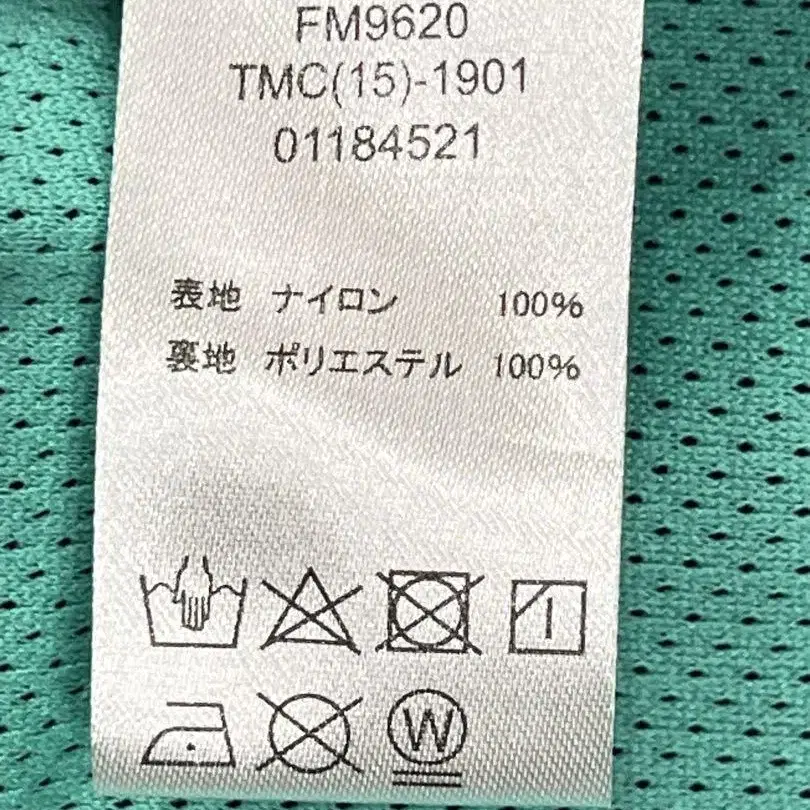 FM9620
TMC(15)-1901
01184521
表地 ナイロン 100%
裏地 ポリエステル 100%
W